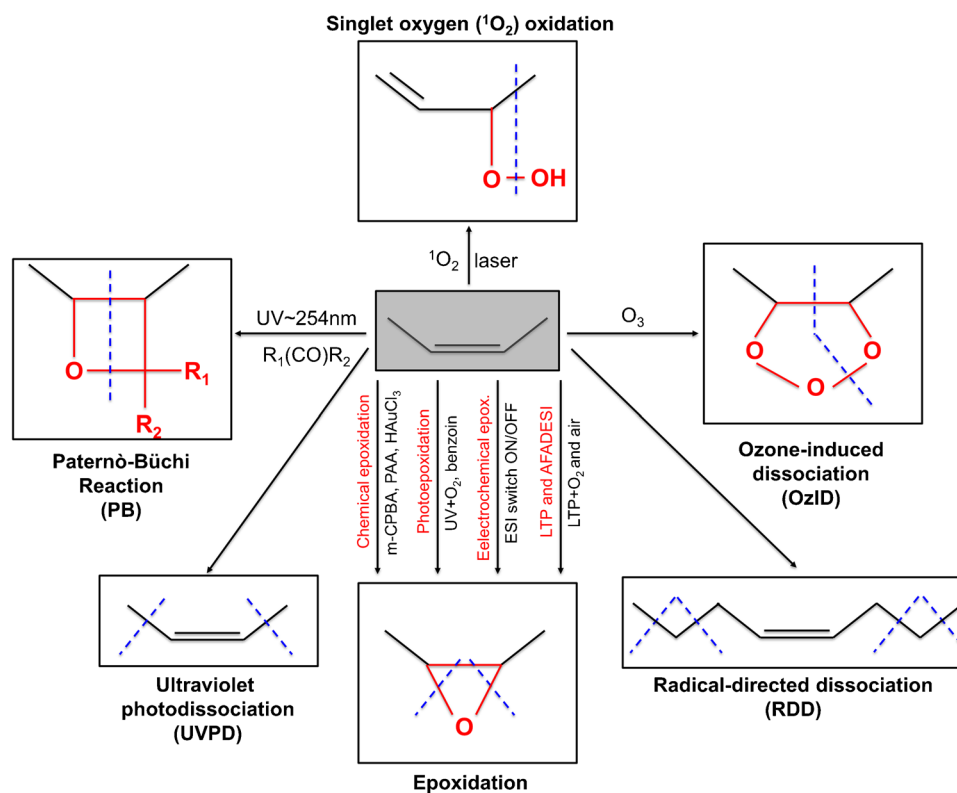 Singlet oxygen (¹O₂) oxidation
O
OH
¹O₂
laser
UV~254nm
R₁(CO)R₂
O₃
O
R₁
R₂
O
O
O
Paternò-Büchi
Reaction
(PB)
Ozone-induced
dissociation
(OzID)
Chemical epoxidation
m-CPBA, PAA, HAuCl₃
Photoepoxidation
UV+O₂, benzoin
Eelectrochemical epox.
ESI switch ON/OFF
LTP and AFADESI
LTP+O₂ and air
Ultraviolet
photodissociation
(UVPD)
O
Epoxidation
Radical-directed dissociation
(RDD)